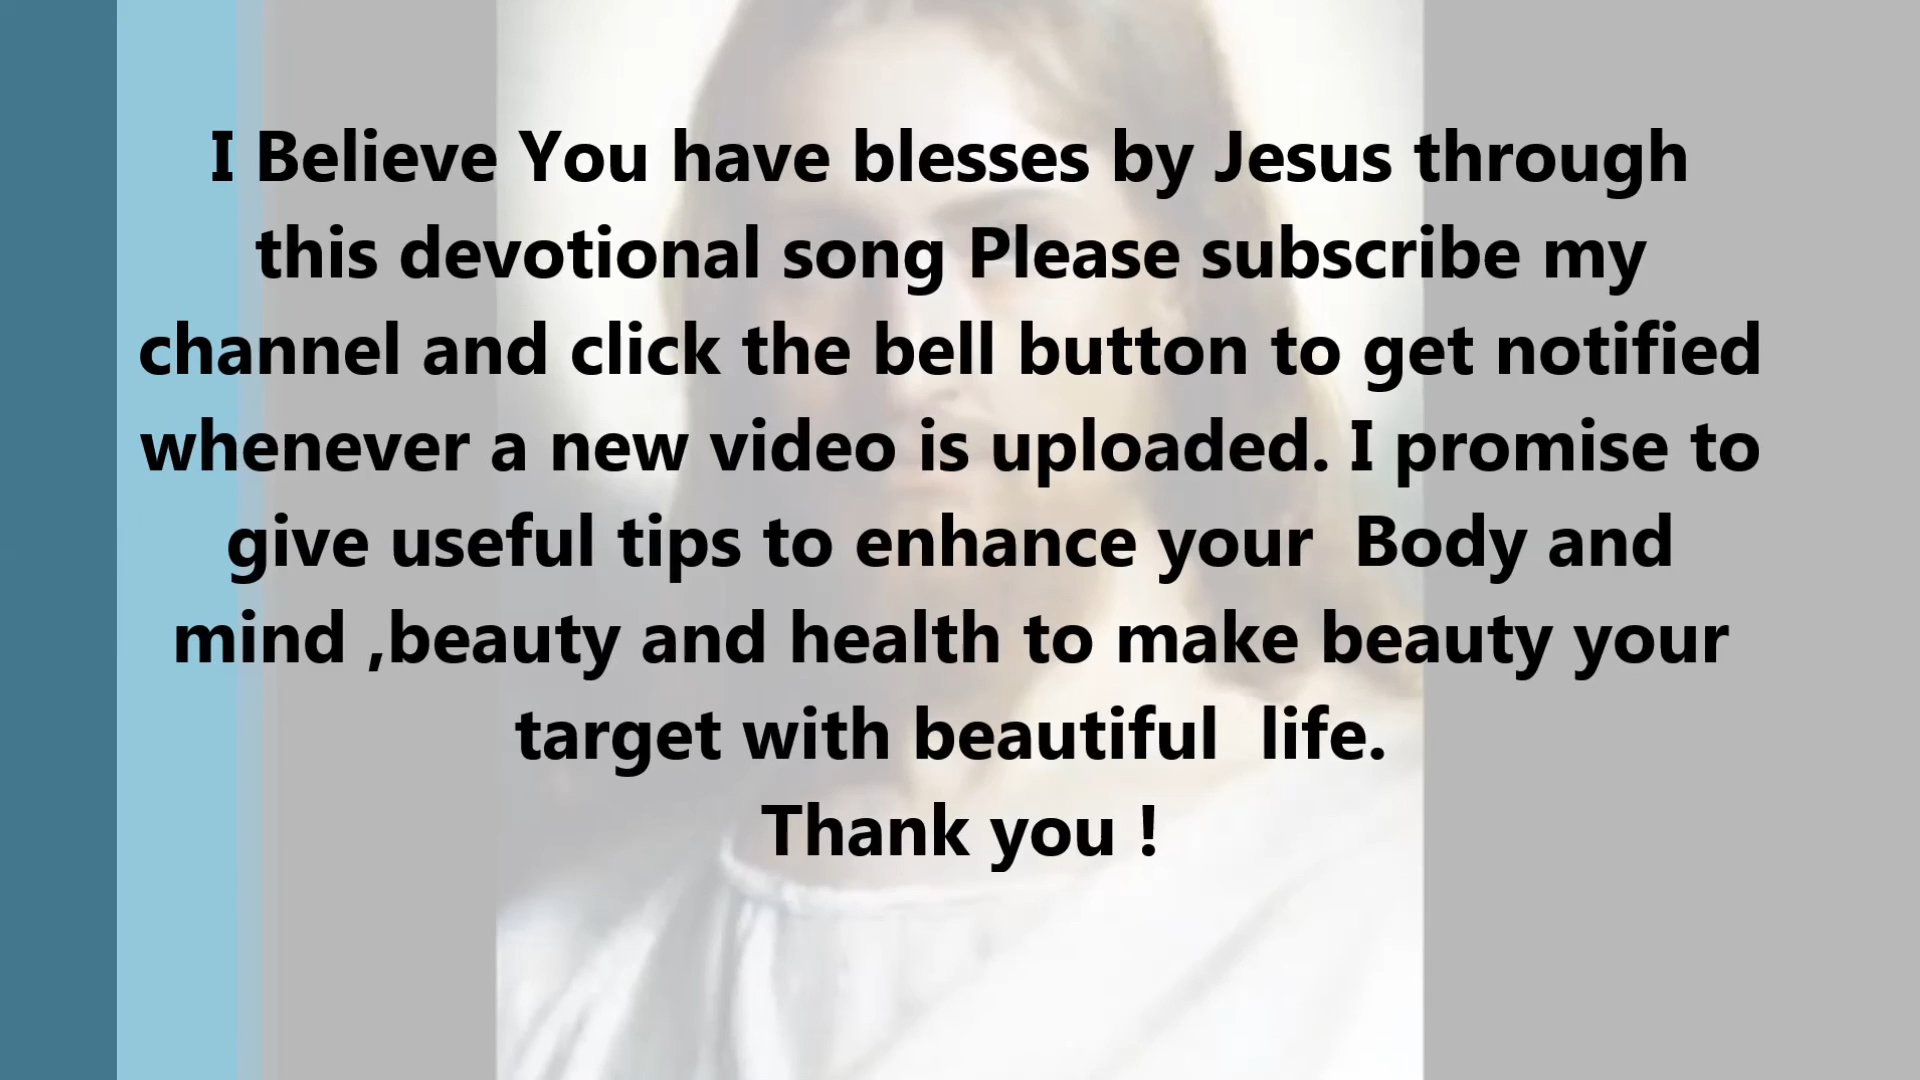 I Believe You have blesses by Jesus through
this devotional song Please subscribe my
channel and click the bell button to get notified
whenever a new video is uploaded. I promise to
give useful tips to enhance your  Body and
mind ,beauty and health to make beauty your
target with beautiful  life.
Thank you !